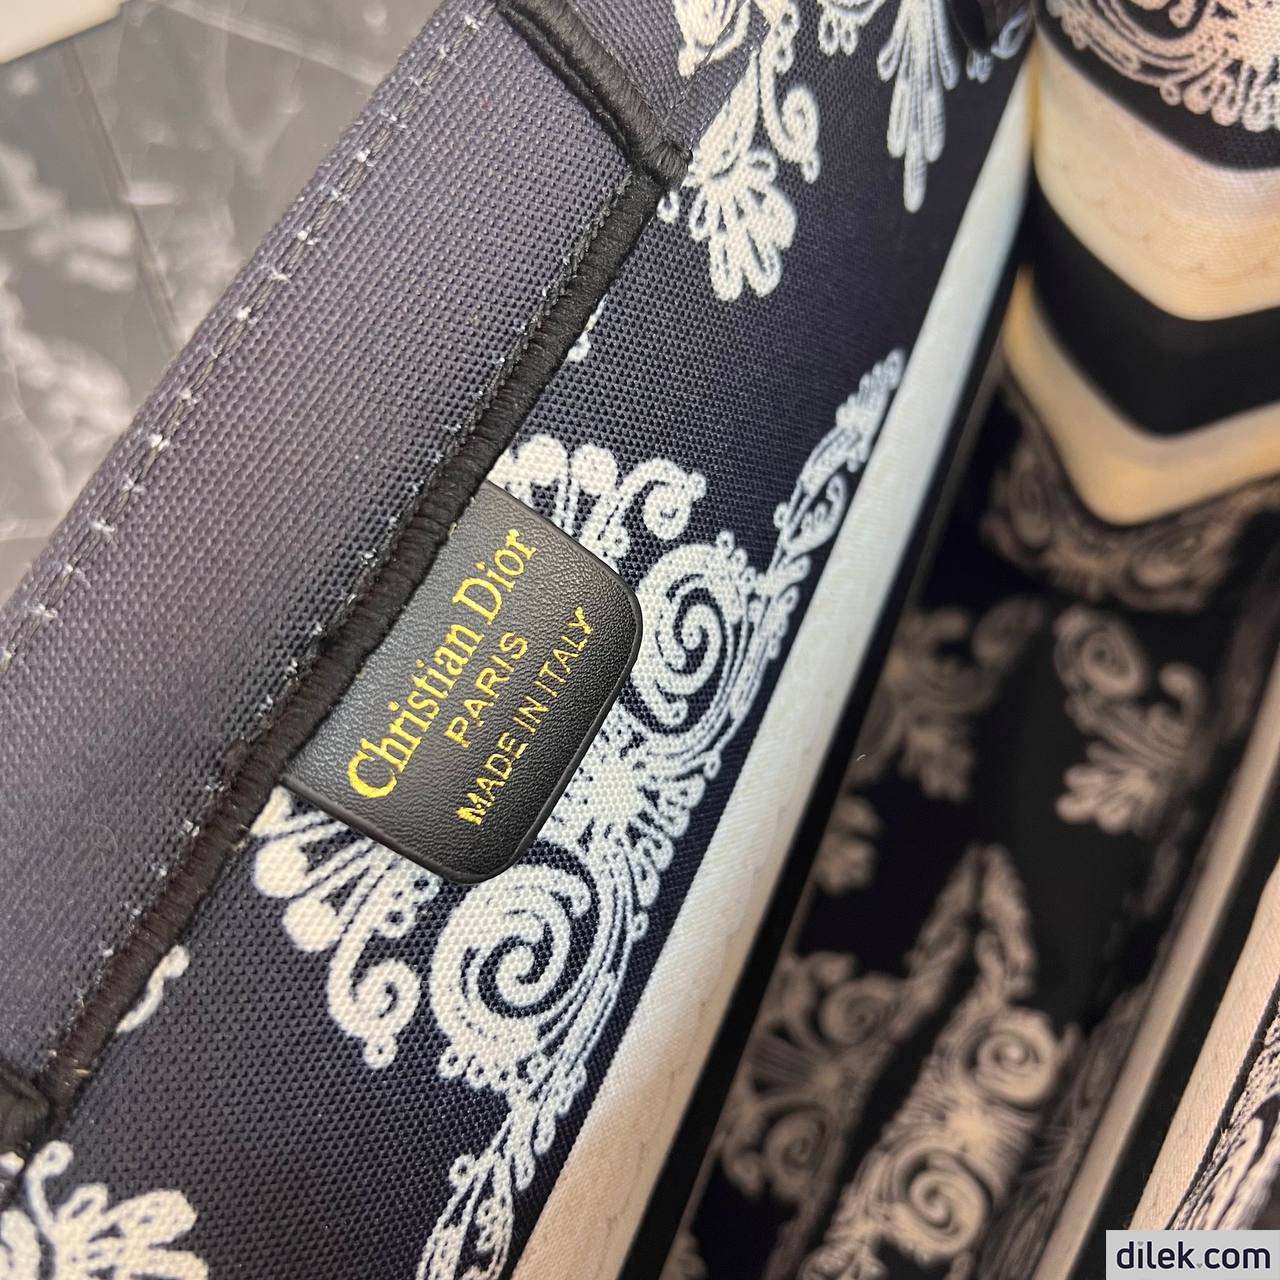 Christian Dior
PARIS
MADE IN ITALY
dilek.com